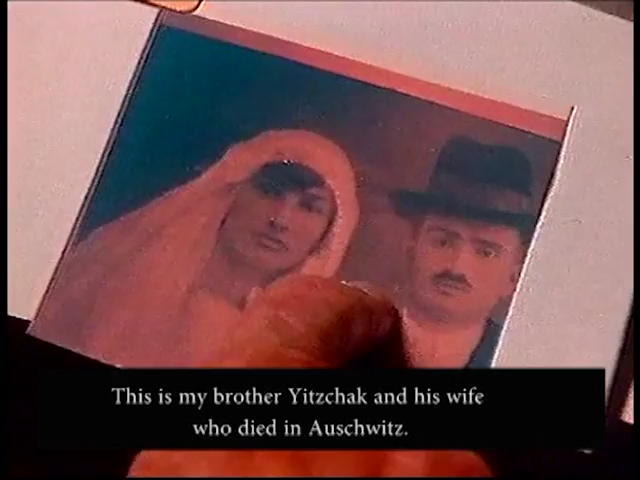 This is my brother Yitzchak and his wife
who died in Auschwitz.